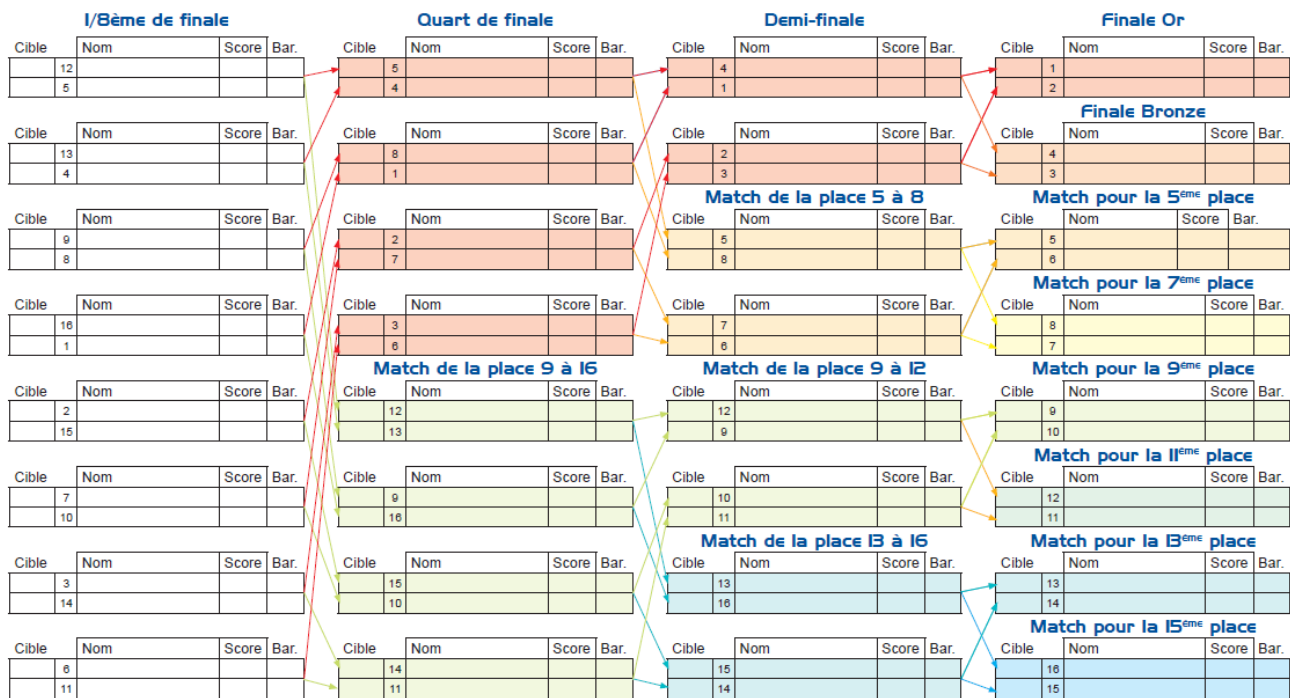 1/8ème de finale Quart de finale Demi-finale Finale Or
Cible Nom Score Bar. Cible Nom Score Bar. Cible Nom Score Bar. Cible Nom Score Bar.
12 5 4 1
5 4 1 2
Finale Bronze
Cible Nom Score Bar. Cible Nom Score Bar. Cible Nom Score Bar. Cible Nom Score Bar.
13 8 2 4
4 1 3 3
Match de la place 5 à 8 Match pour la 5ème place
Cible Nom Score Bar. Cible Nom Score Bar. Cible Nom Score Bar. Cible Nom Score Bar.
9 2 5 5
8 7 8 6
Match pour la 7ème place
Cible Nom Score Bar. Cible Nom Score Bar. Cible Nom Score Bar. Cible Nom Score Bar.
16 3 7 8
1 6 6 7
Match de la place 9 à 16 Match de la place 9 à 12 Match pour la 9ème place
Cible Nom Score Bar. Cible Nom Score Bar. Cible Nom Score Bar. Cible Nom Score Bar.
2 12 12 9
15 13 9 10
Match pour la 11ème place
Cible Nom Score Bar. Cible Nom Score Bar. Cible Nom Score Bar. Cible Nom Score Bar.
7 9 10 12
10 16 11 11
Match de la place 13 à 16 Match pour la 13ème place
Cible Nom Score Bar. Cible Nom Score Bar. Cible Nom Score Bar. Cible Nom Score Bar.
3 15 13 13
14 10 16 14
Match pour la 15ème place
Cible Nom Score Bar. Cible Nom Score Bar. Cible Nom Score Bar. Cible Nom Score Bar.
6 14 15 16
11 11 14 15